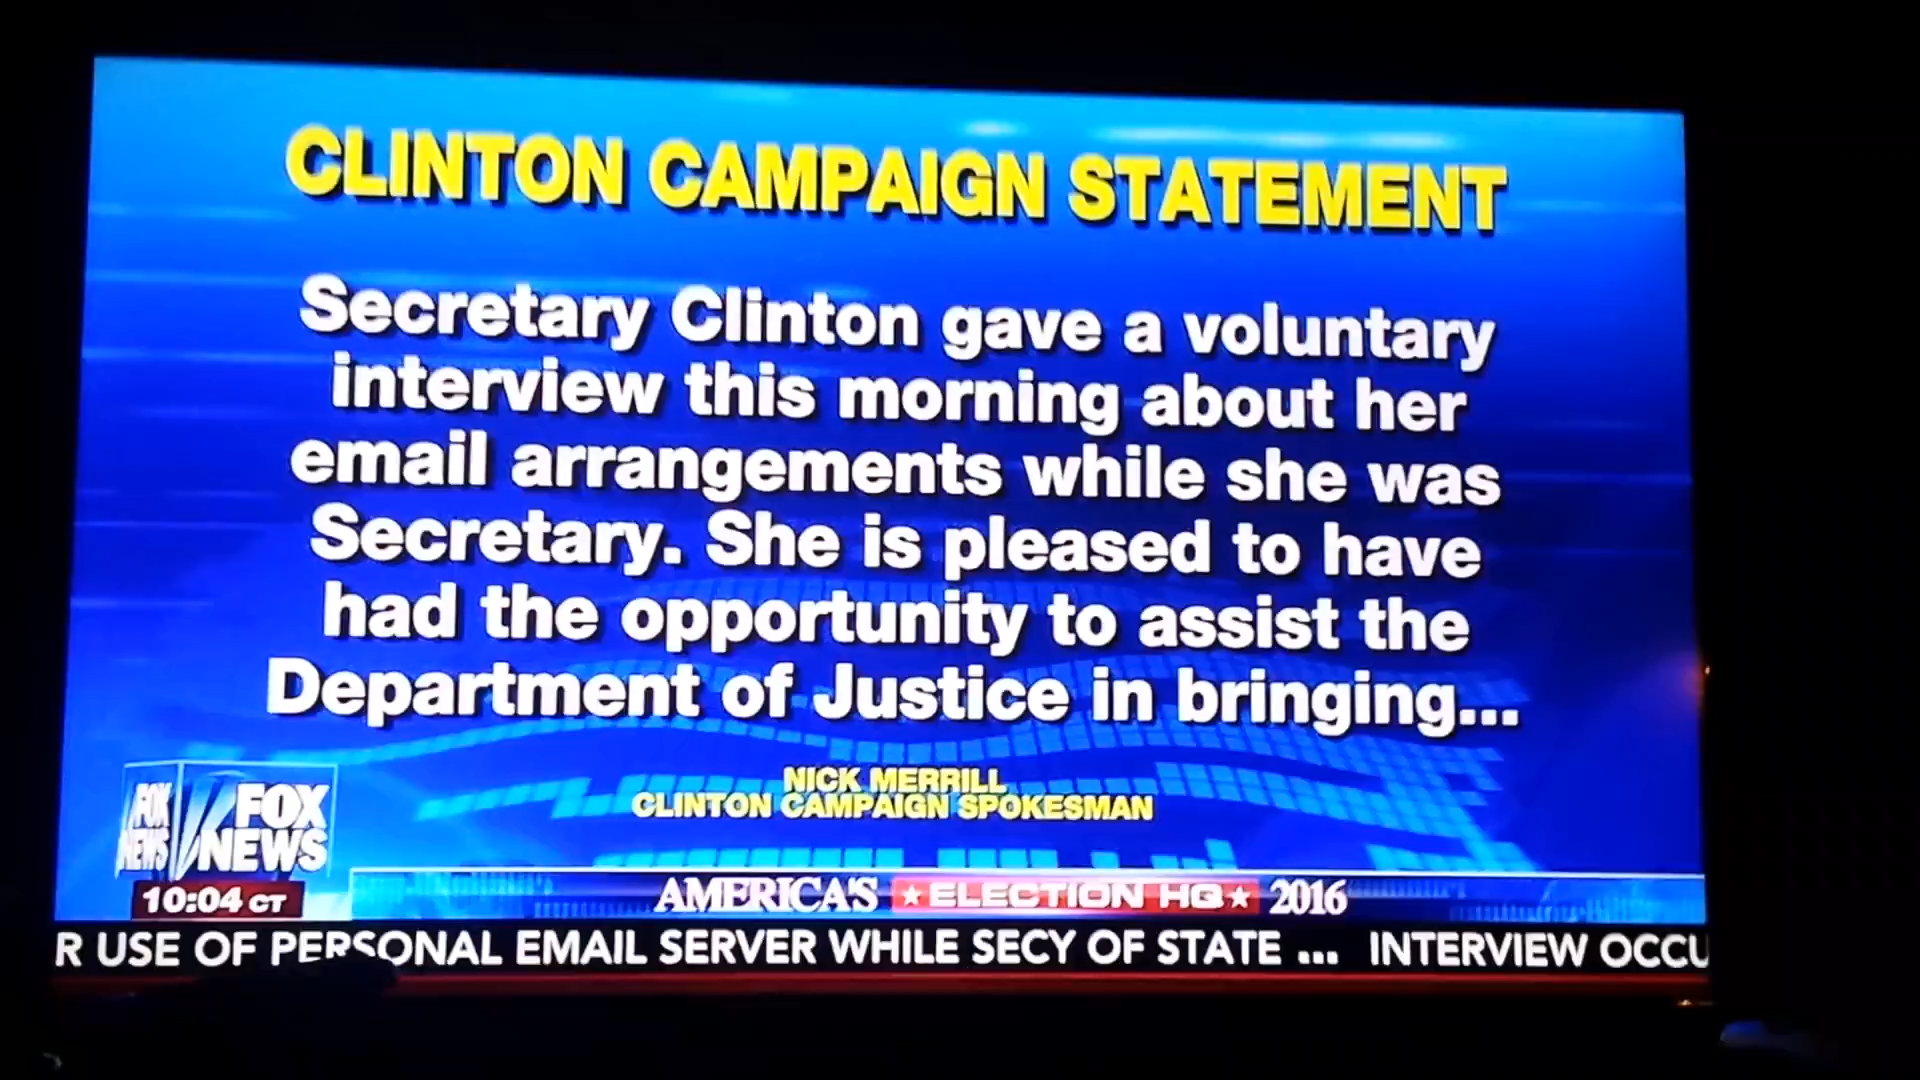 CLINTON CAMPAIGN STATEMENT
Secretary Clinton gave a voluntary
interview this morning about her
email arrangements while she was
Secretary. She is pleased to have
had the opportunity to assist the
Department of Justice in bringing...
NICK MERRILL
CLINTON CAMPAIGN SPOKESMAN
FOX
NEWS
FOX
NEWS
10:04 CT
AMERICA'S ★ ELECTION HQ ★ 2016
R USE OF PERSONAL EMAIL SERVER WHILE SECY OF STATE ... INTERVIEW OCCU